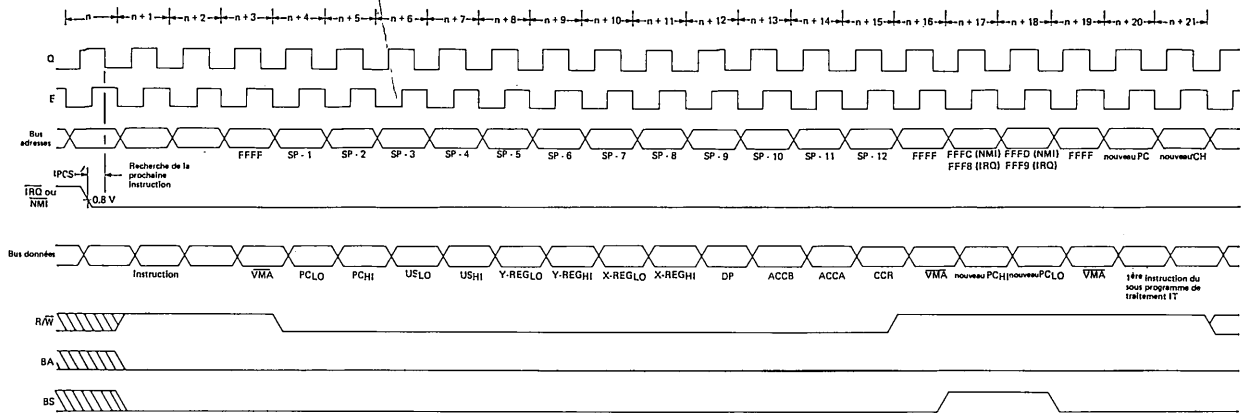 n n + 1 n + 2 n + 3 n + 4 n + 5 n + 6 n + 7 n + 8 n + 9 n + 10 n + 11 n + 12 n + 13 n + 14 n + 15 n + 16 n + 17 n + 18 n + 19 n + 20 n + 21
Q
E
Bus adresses
FFFF SP - 1 SP - 2 SP - 3 SP - 4 SP - 5 SP - 6 SP - 7 SP - 8 SP - 9 SP - 10 SP - 11 SP - 12 FFFF FFFC (NMI) FFFD (NMI) FFFF nouveau PC nouveau CH
FFF8 (IRQ) FFF9 (IRQ)
tPCS
Recherche de la
prochaine
instruction
IRQ ou
NMI
0.8 V
Bus données
Instruction VMA PCLO PCHI USLO USHI Y-REGLO Y-REGHI X-REGLO X-REGHI DP ACCB ACCA CCR VMA nouveau PCHI nouveau PCLO VMA 1ère instruction du
sous programme de
traitement IT
R/W
BA
BS